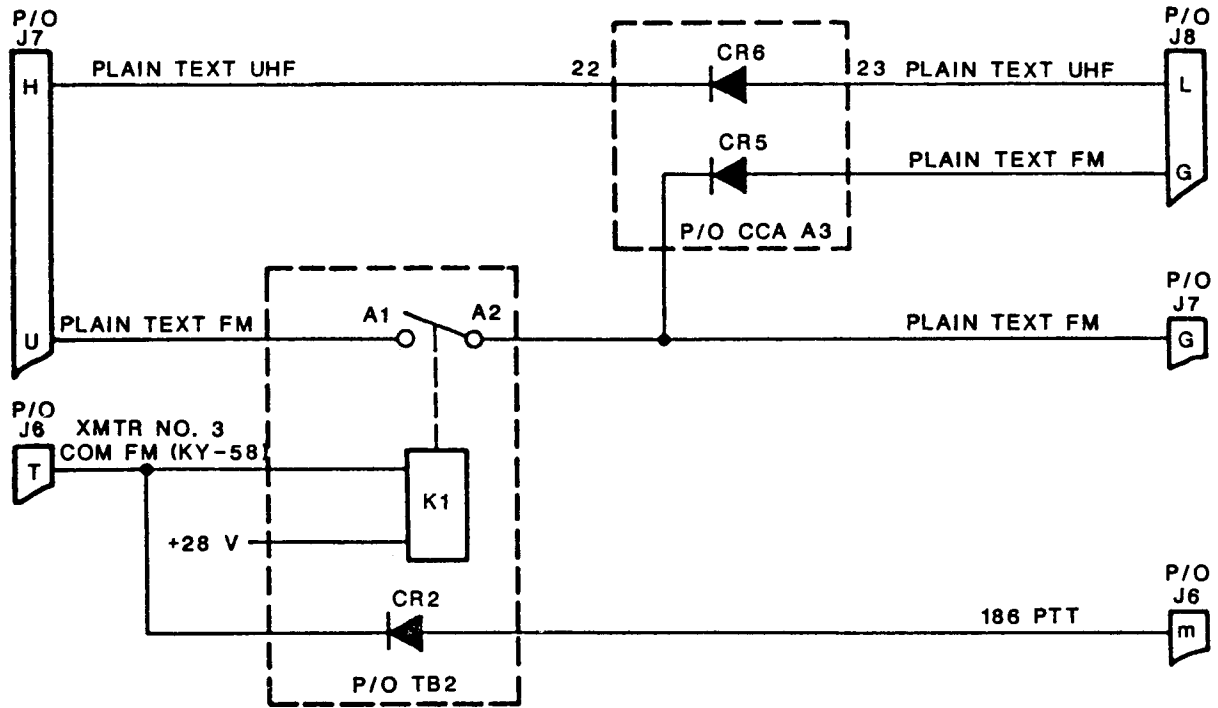 P/O
J7
P/O
J8
H
PLAIN TEXT UHF
22
CR6
23
PLAIN TEXT UHF
L
CR5
PLAIN TEXT FM
G
P/O CCA A3
U
PLAIN TEXT FM
A1
A2
PLAIN TEXT FM
P/O
J7
G
P/O
J6
XMTR NO. 3
COM FM (KY-58)
T
K1
+28 V
CR2
186 PTT
P/O
J6
m
P/O TB2